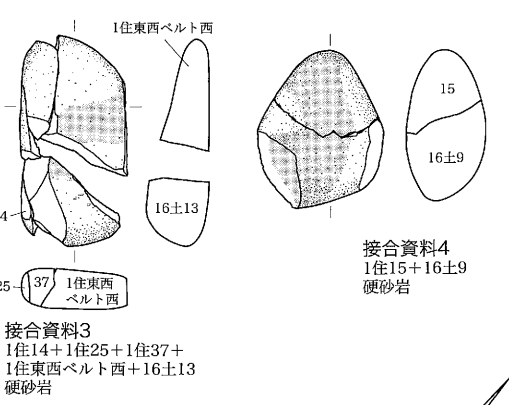 1住東西ベルト西
15
16土9
16土13
4
接合資料4
1住15+16土9
硬砂岩
25
37
1住東西
ベルト西
接合資料3
1住14+1住25+1住37+
1住東西ベルト西+16土13
硬砂岩